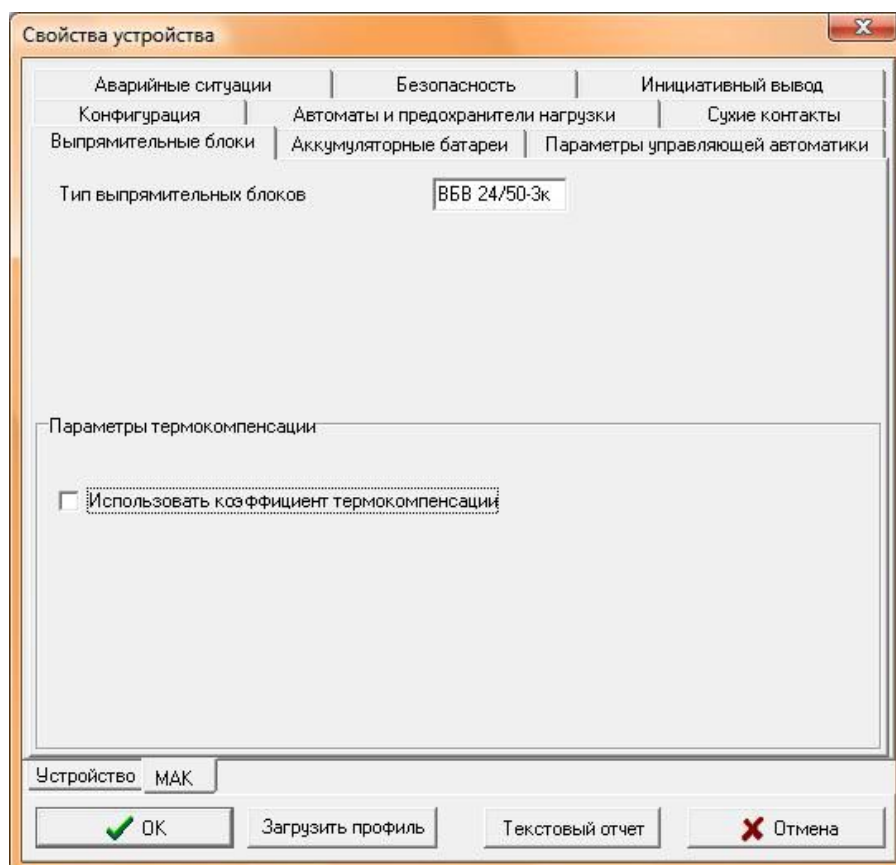 Свойства устройства
Аварийные ситуации Безопасность Инициативный вывод
Конфигурация Автоматы и предохранители нагрузки Сухие контакты
Выпрямительные блоки Аккумуляторные батареи Параметры управляющей автоматики
Тип выпрямительных блоков ВБВ 24/50-3к
Параметры термокомпенсации
Использовать коэффициент термокомпенсации
Устройство МАК
OK Загрузить профиль Текстовый отчет Отмена